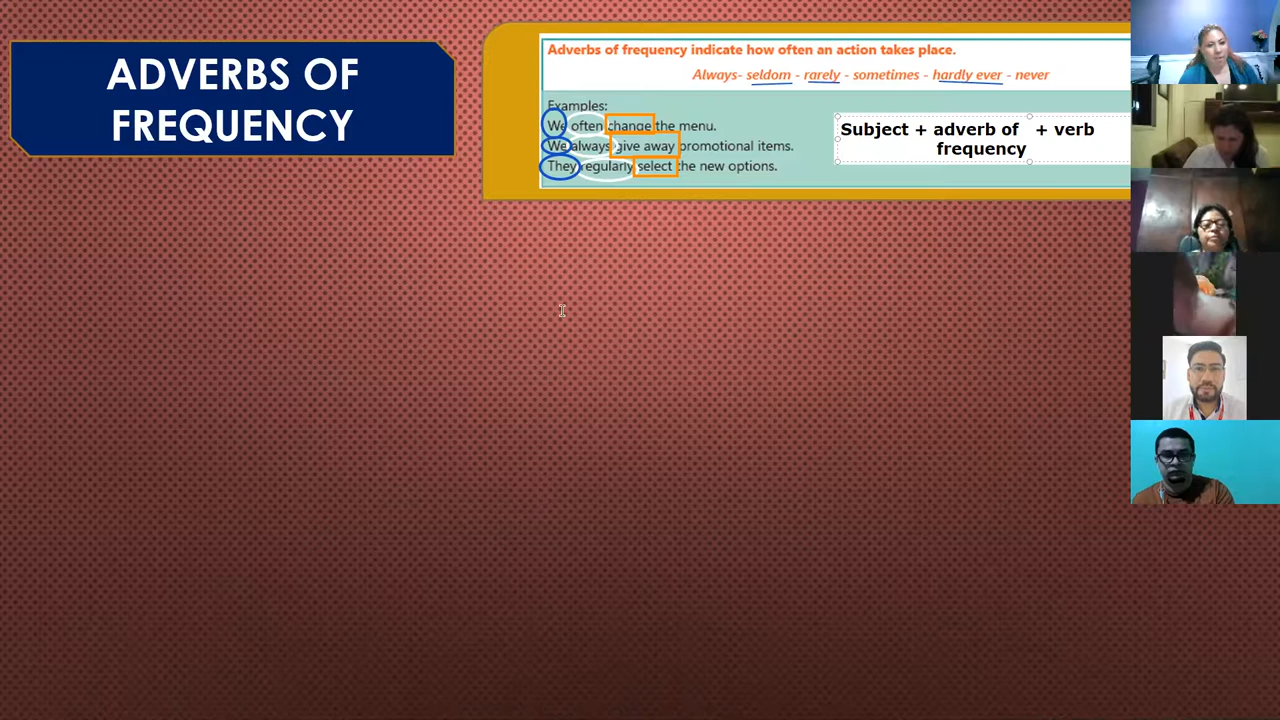 ADVERBS OF
FREQUENCY
Adverbs of frequency indicate how often an action takes place.
Always- seldom - rarely - sometimes - hardly ever - never
Examples:
We often change the menu.
We always give away promotional items.
They regularly select the new options.
Subject + adverb of + verb
frequency